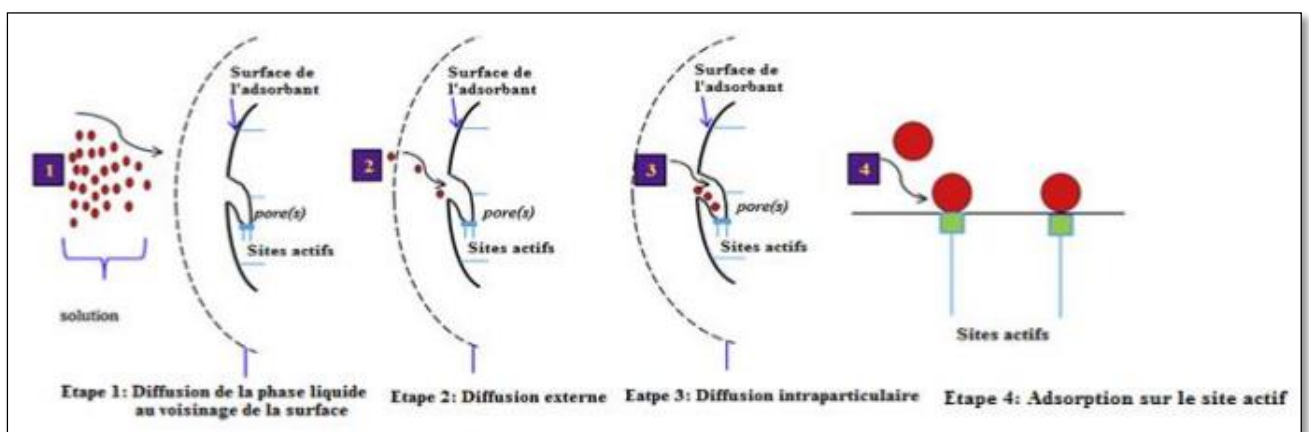 Surface de
l'adsorbant
1
pore(s)
Sites actifs
solution
Etape 1: Diffusion de la phase liquide
au voisinage de la surface
Surface de
l'adsorbant
2
pore(s)
Sites actifs
Etape 2: Diffusion externe
Surface de
l'adsorbant
3
pore(s)
Sites actifs
Eatpe 3: Diffusion intraparticulaire
4
Sites actifs
Etape 4: Adsorption sur le site actif